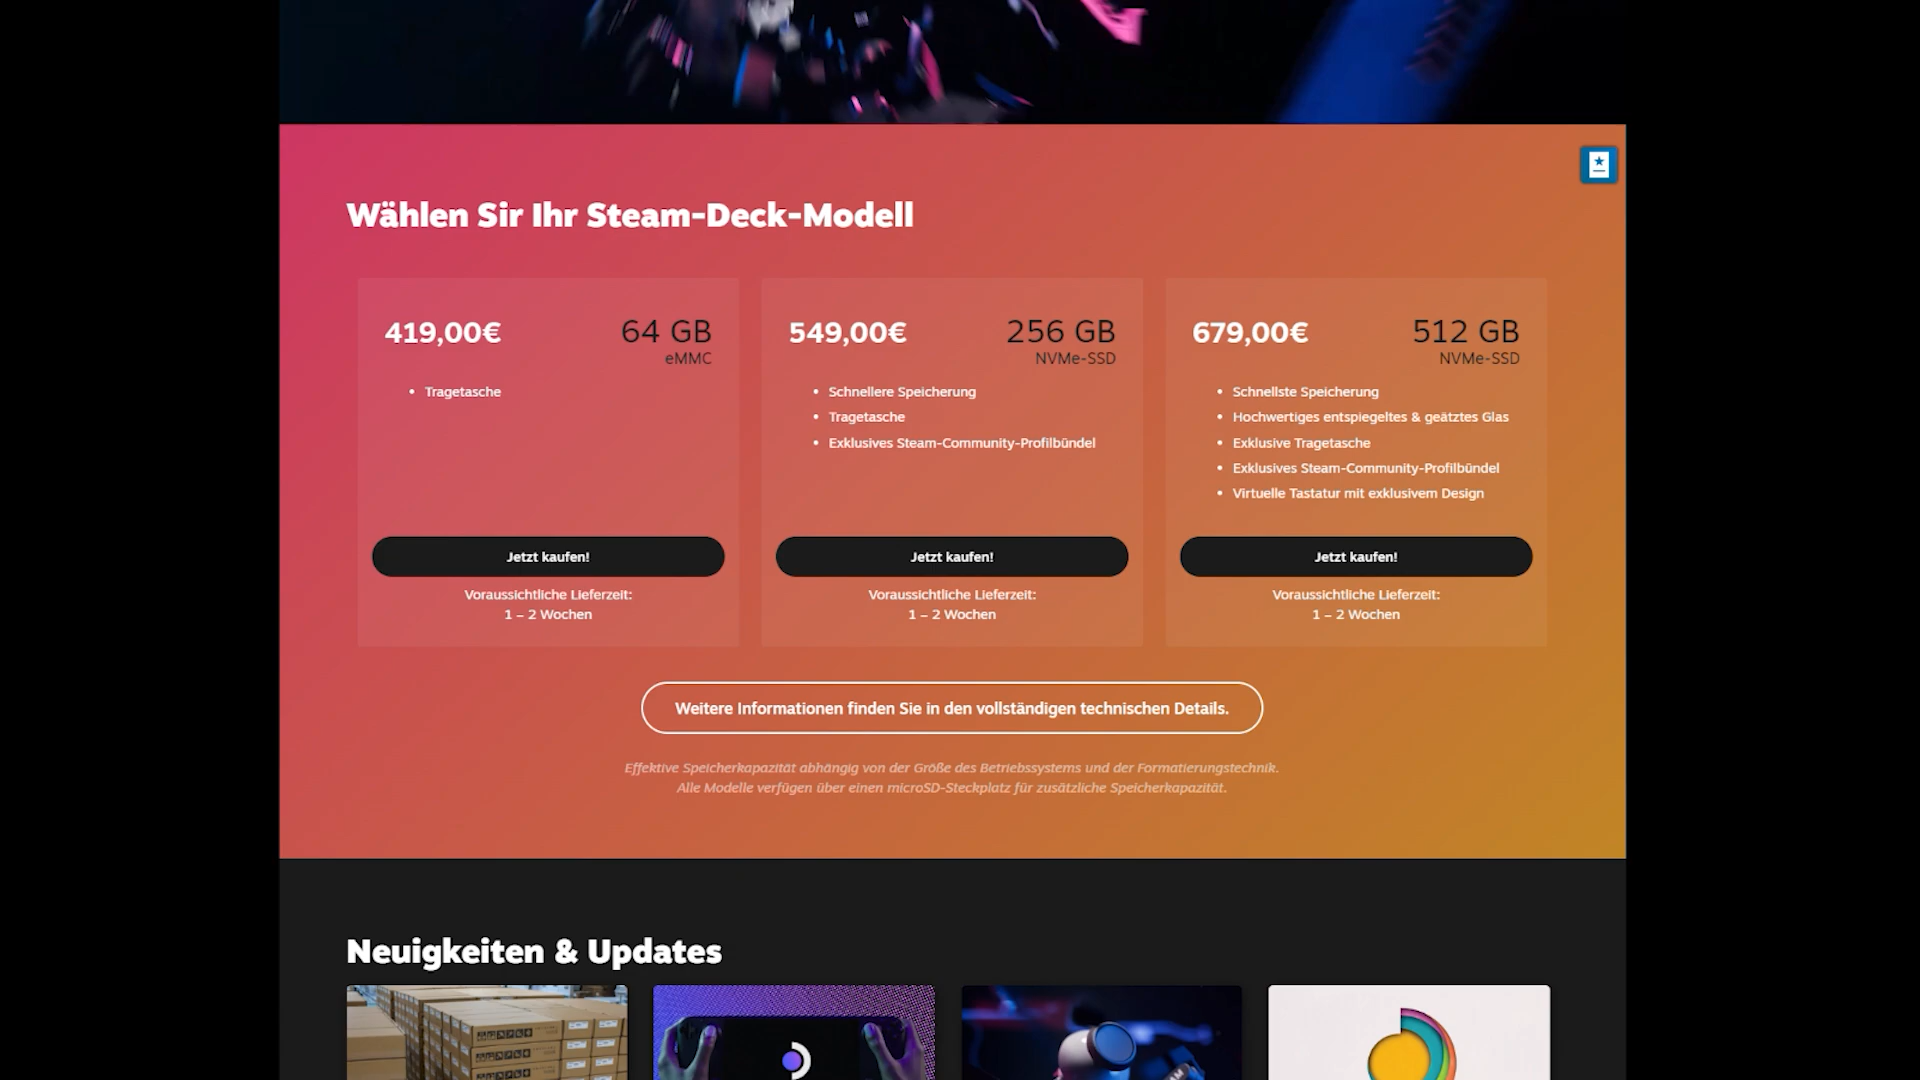 Wählen Sir Ihr Steam-Deck-Modell
419,00€
64 GB
eMMC
• Tragetasche
Jetzt kaufen!
Voraussichtliche Lieferzeit:
1 – 2 Wochen
549,00€
256 GB
NVMe-SSD
• Schnellere Speicherung
• Tragetasche
• Exklusives Steam-Community-Profilbündel
Jetzt kaufen!
Voraussichtliche Lieferzeit:
1 – 2 Wochen
679,00€
512 GB
NVMe-SSD
• Schnellste Speicherung
• Hochwertiges entspiegeltes & geätztes Glas
• Exklusive Tragetasche
• Exklusives Steam-Community-Profilbündel
• Virtuelle Tastatur mit exklusivem Design
Jetzt kaufen!
Voraussichtliche Lieferzeit:
1 – 2 Wochen
Weitere Informationen finden Sie in den vollständigen technischen Details.
Effektive Speicherkapazität abhängig von der Größe des Betriebssystems und der Formatierungstechnik.
Alle Modelle verfügen über einen microSD-Steckplatz für zusätzliche Speicherkapazität.
Neuigkeiten & Updates